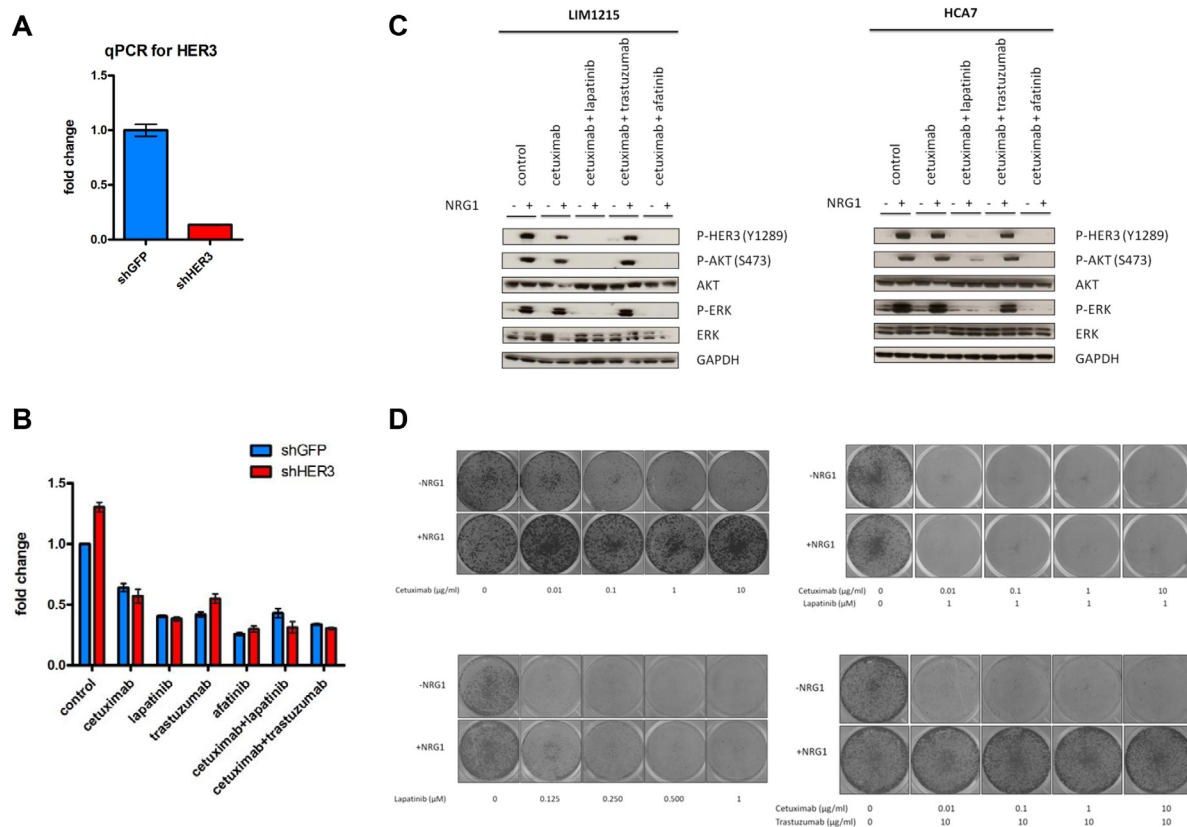 A
qPCR for HER3
fold change
1.5
1.0
0.5
0.0
shGFP
shHER3
B
shGFP
shHER3
fold change
1.5
1.0
0.5
0.0
control
cetuximab
lapatinib
trastuzumab
afatinib
cetuximab+lapatinib
cetuximab+trastuzumab
C
LIM1215
control
cetuximab
cetuximab + lapatinib
cetuximab + trastuzumab
cetuximab + afatinib
NRG1 - + - + - + - + - +
P-HER3 (Y1289)
P-AKT (S473)
AKT
P-ERK
ERK
GAPDH
HCA7
control
cetuximab
cetuximab + lapatinib
cetuximab + trastuzumab
cetuximab + afatinib
NRG1 - + - + - + - + - +
P-HER3 (Y1289)
P-AKT (S473)
AKT
P-ERK
ERK
GAPDH
D
-NRG1
+NRG1
Cetuximab (µg/ml) 0 0.01 0.1 1 10
-NRG1
+NRG1
Cetuximab (µg/ml) 0 0.01 0.1 1 10
Lapatinib (µM) 0 1 1 1 1
-NRG1
+NRG1
Lapatinib (µM) 0 0.125 0.250 0.500 1
-NRG1
+NRG1
Cetuximab (µg/ml) 0 0.01 0.1 1 10
Trastuzumab (µg/ml) 0 10 10 10 10